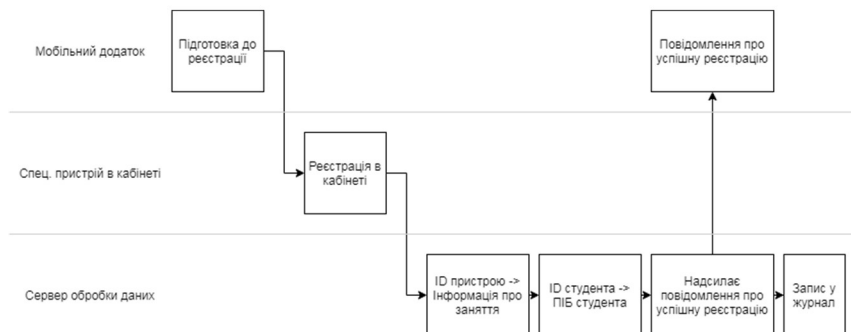 Мобільний додаток
Підготовка до
реєстрації
Повідомлення про
успішну реєстрацію
Спец. пристрій в кабінеті
Реєстрація в
кабінеті
Сервер обробки даних
ID пристрою ->
Інформація про
заняття
ID студента ->
ПІБ студента
Надсилає
повідомлення про
успішну реєстрацію
Запис у
журнал